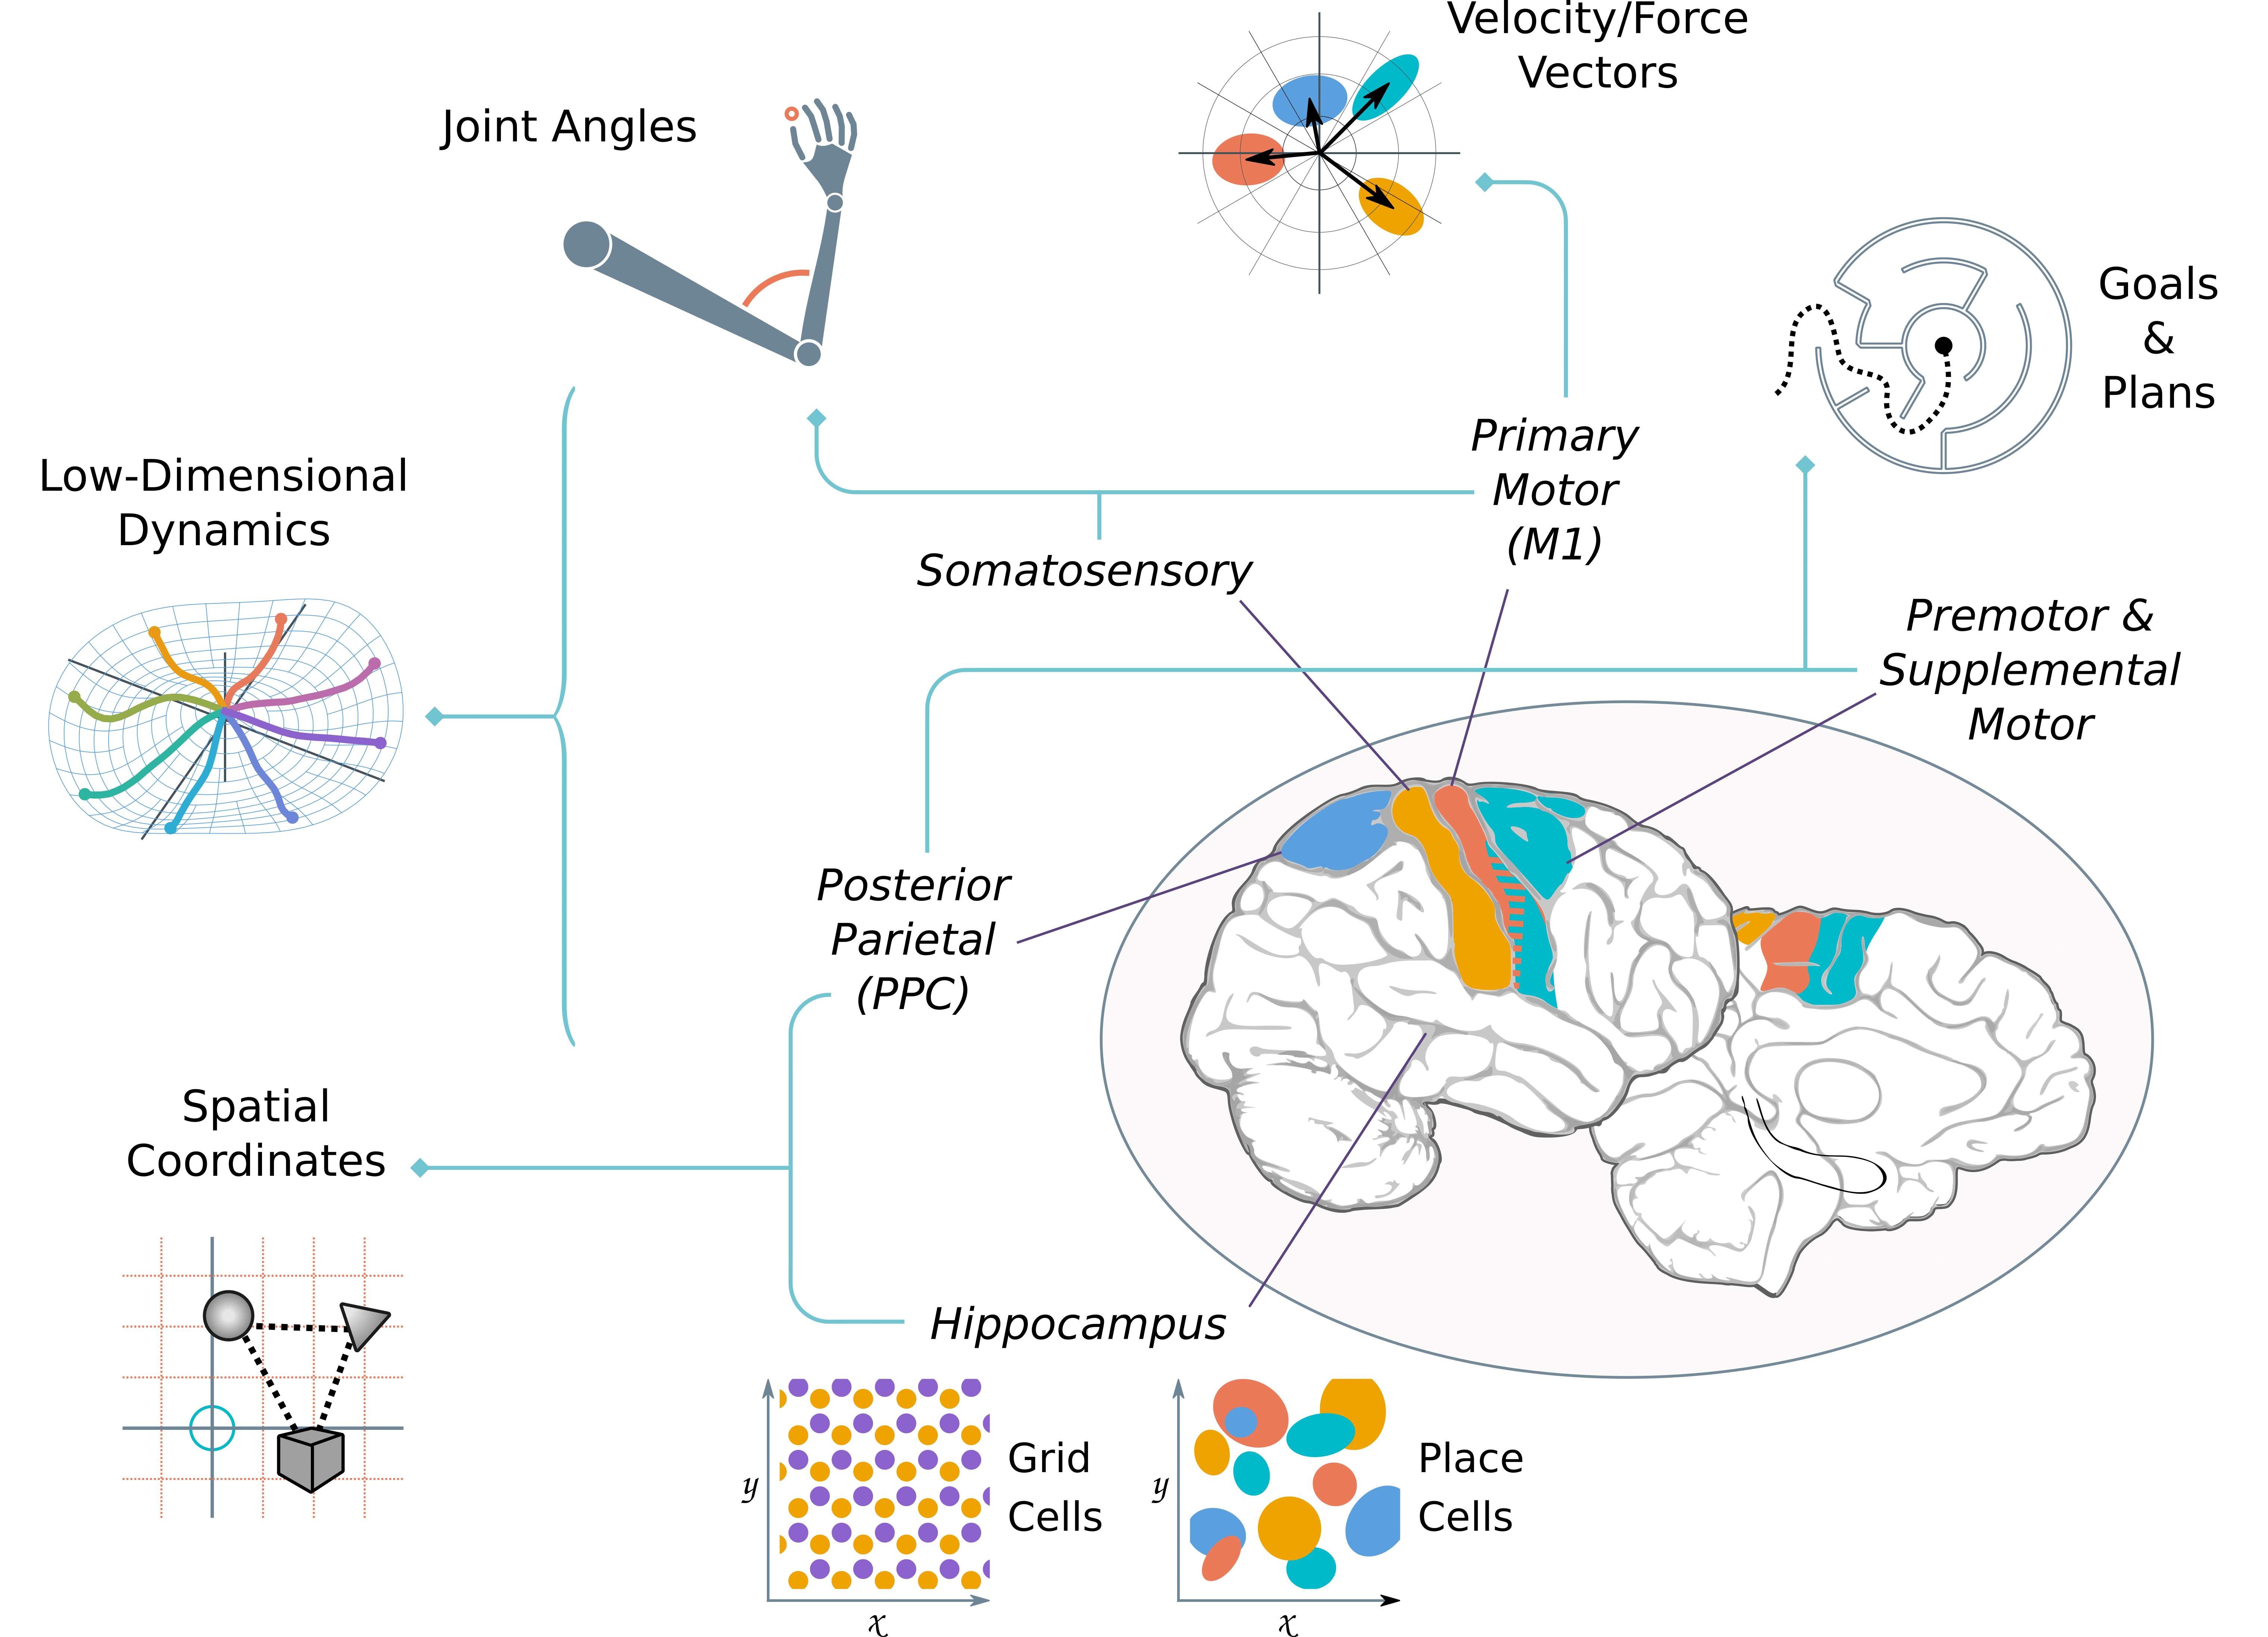 Velocity/Force
Vectors
Joint Angles
Goals
&
Plans
Primary
Motor
(M1)
Low-Dimensional
Dynamics
Somatosensory
Premotor &
Supplemental
Motor
Posterior
Parietal
(PPC)
Spatial
Coordinates
Hippocampus
y
Grid
Cells
x
y
Place
Cells
x